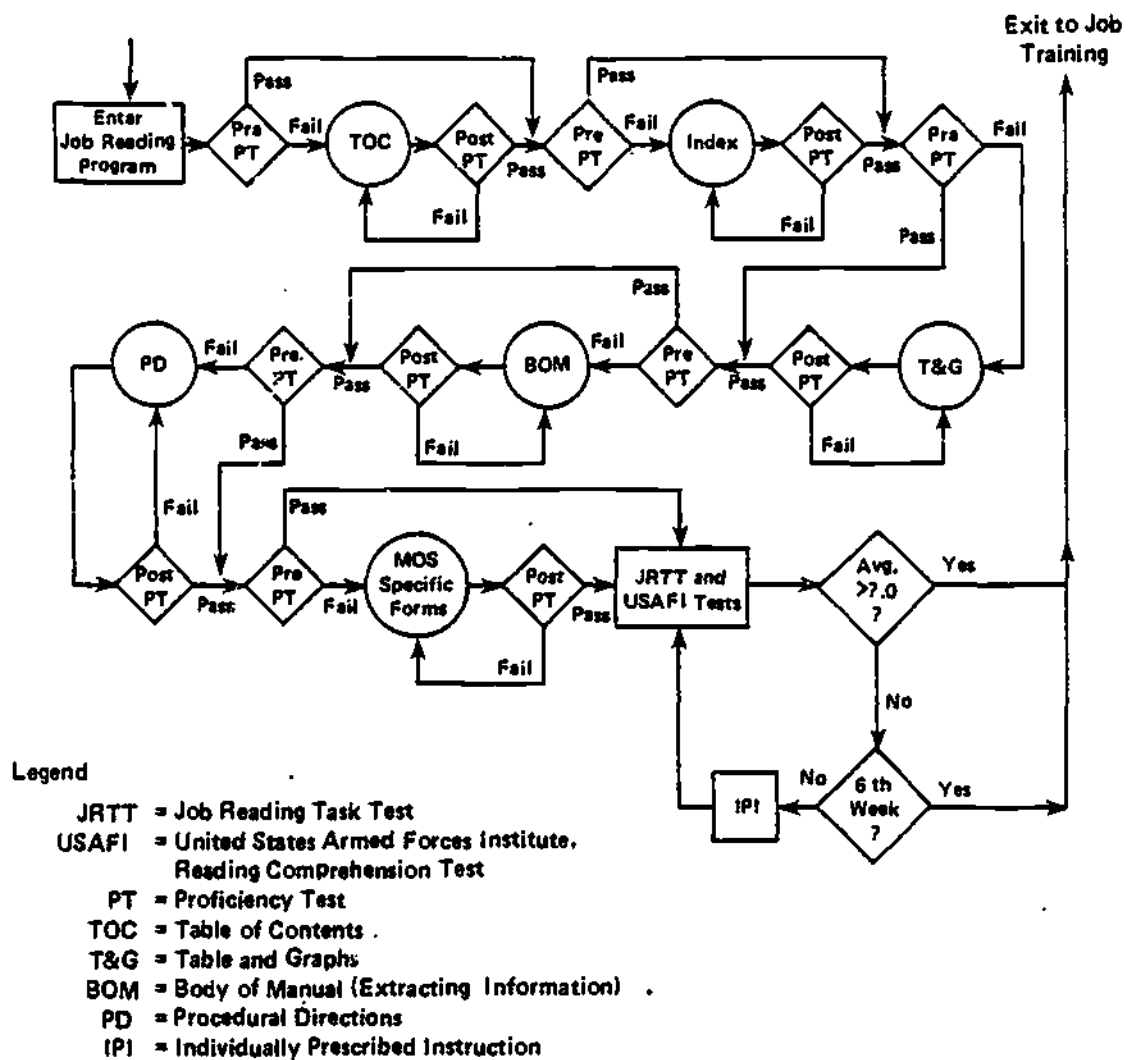 Exit to Job
Training
Enter
Job Reading
Program
Pre
PT
Pass
Fail
TOC
Post
PT
Pass
Fail
Pre
PT
Pass
Fail
Index
Post
PT
Pass
Fail
Pre
PT
Fail
Pass
T&G
Post
PT
Fail
Pass
Pre
PT
Pass
Fail
BOM
Post
PT
Fail
Pass
Pre.
PT
Fail
Pass
PD
Fail
Post
PT
Pass
Pre
PT
Pass
Fail
MOS
Specific
Forms
Post
PT
Pass
Fail
JRTT and
USAFI Tests
Avg.
>7.0
?
Yes
No
6 th
Week
?
Yes
No
IPI
Legend
JRTT = Job Reading Task Test
USAFI = United States Armed Forces Institute,
Reading Comprehension Test
PT = Proficiency Test
TOC = Table of Contents
T&G = Table and Graphs
BOM = Body of Manual (Extracting Information)
PD = Procedural Directions
IPI = Individually Prescribed Instruction